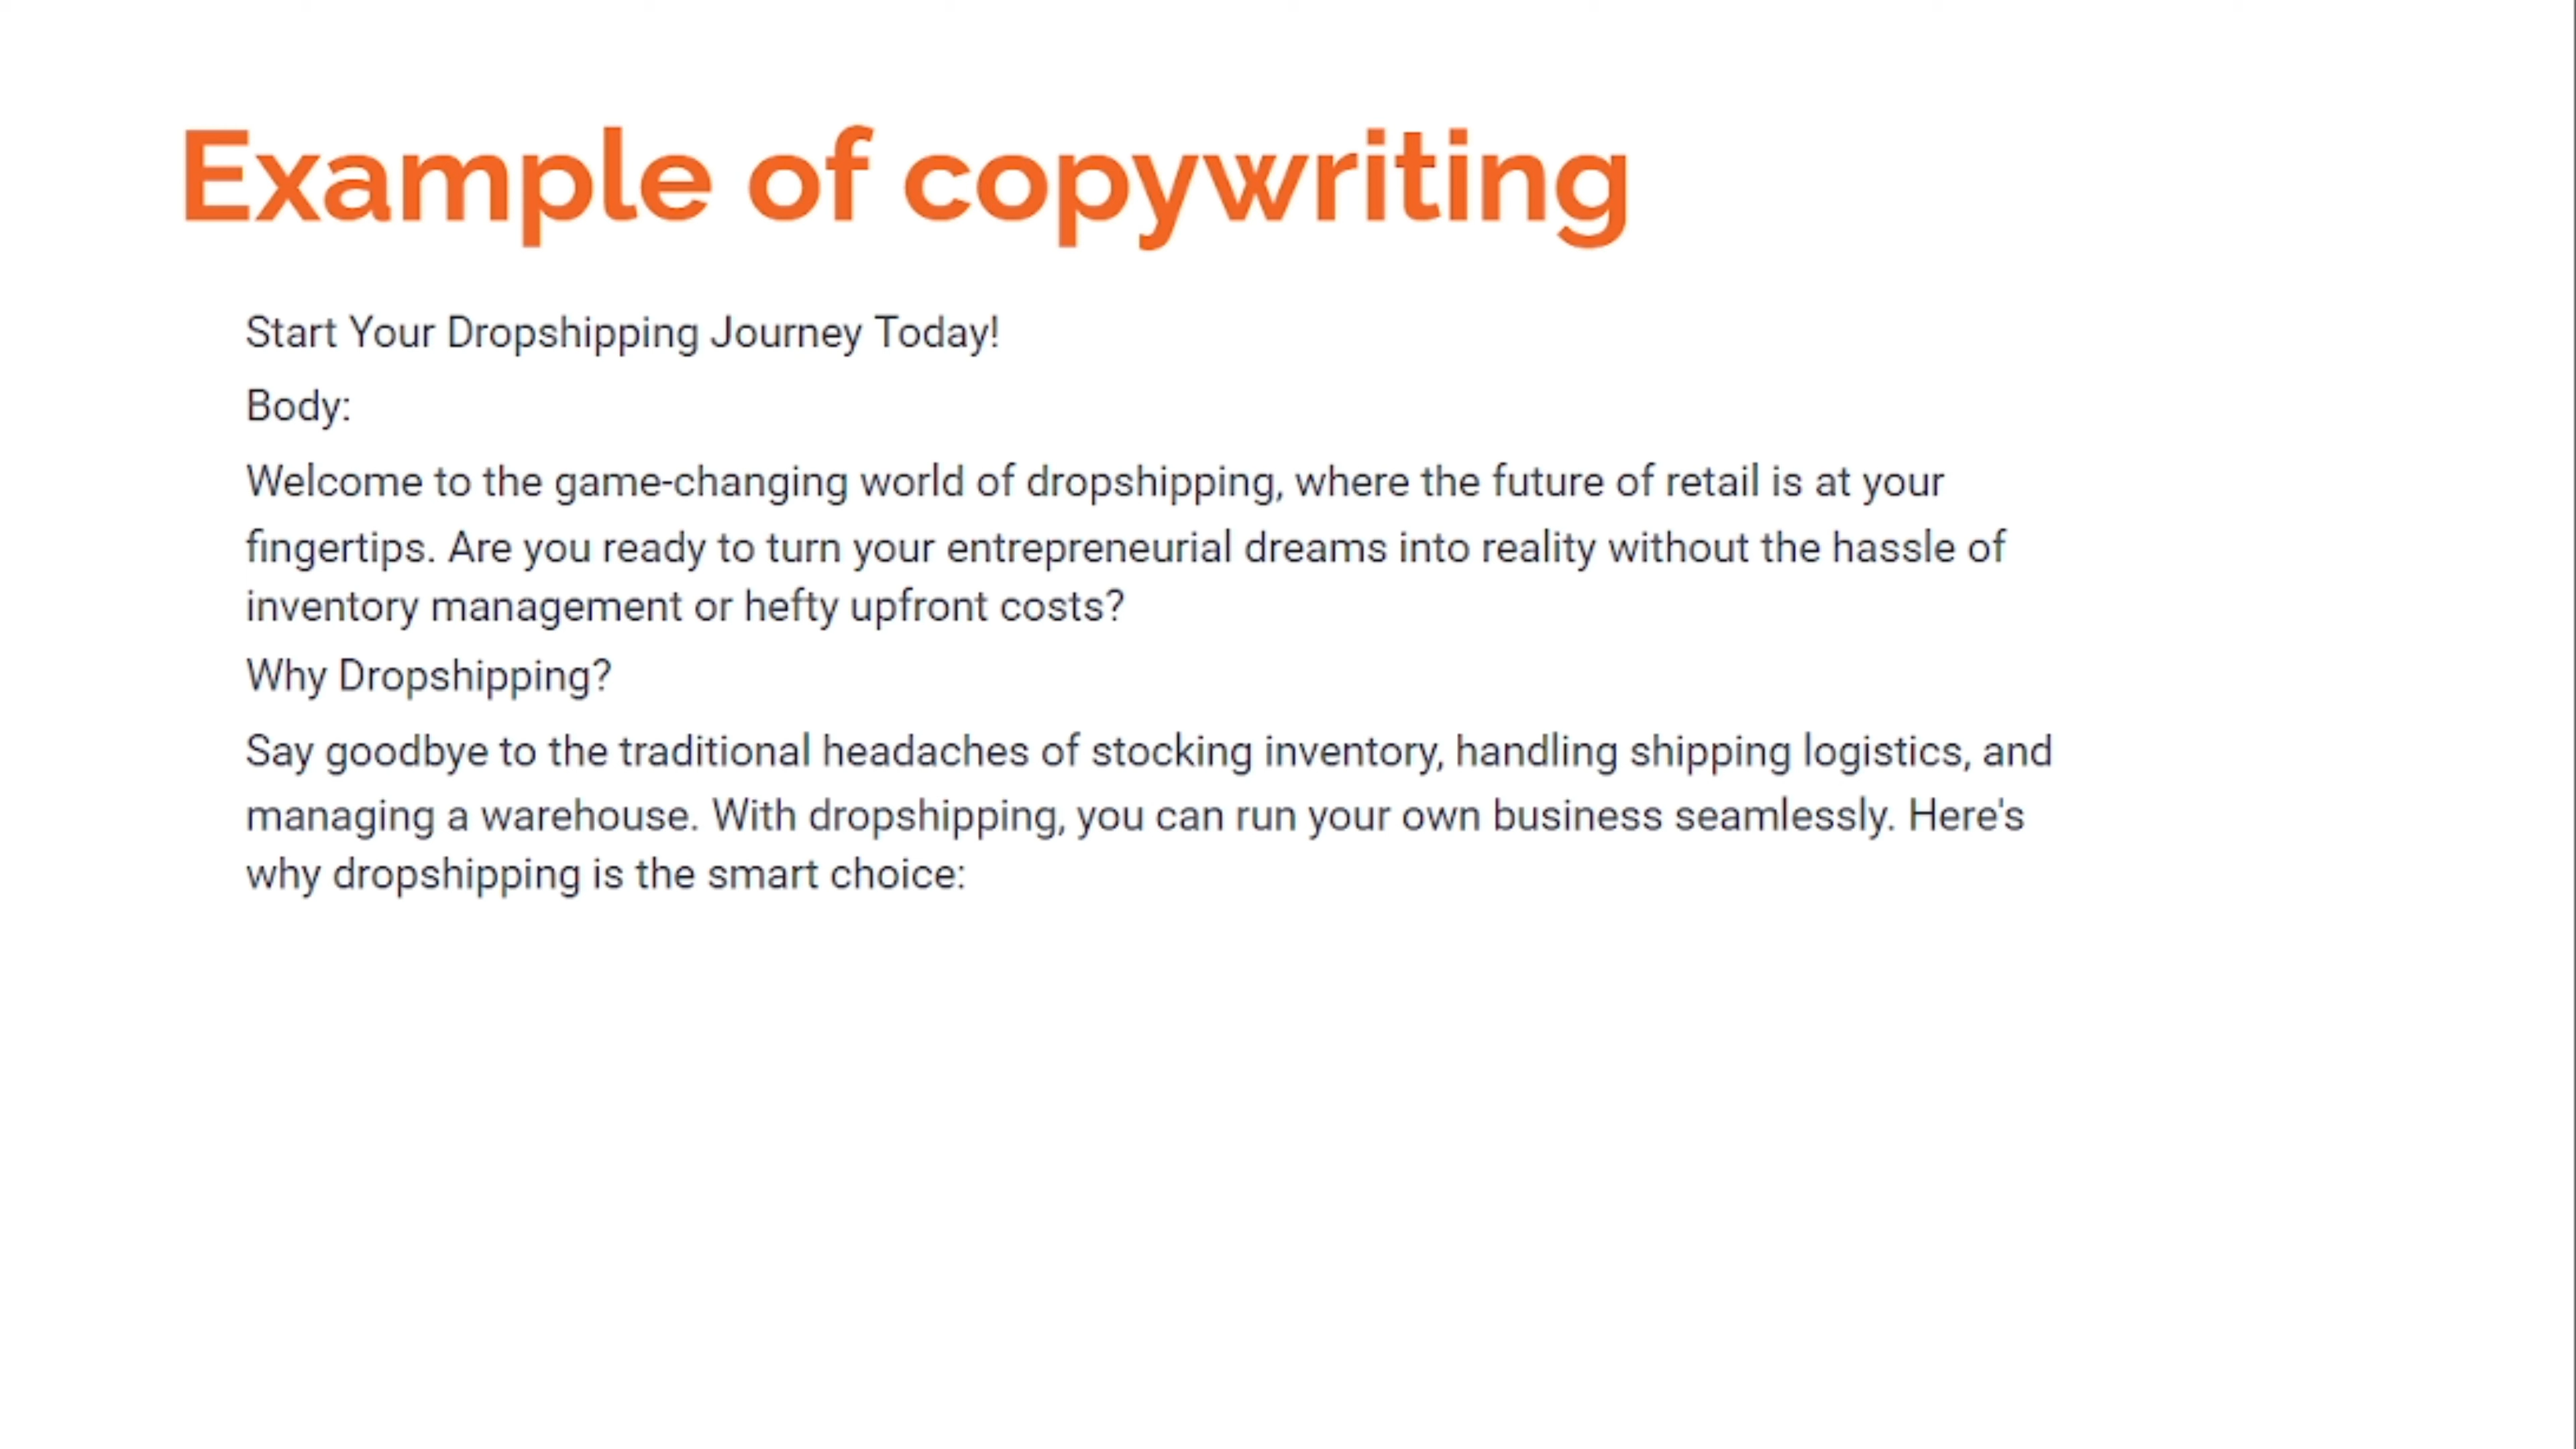 Example of copywriting
Start Your Dropshipping Journey Today!
Body:
Welcome to the game-changing world of dropshipping, where the future of retail is at your
fingertips. Are you ready to turn your entrepreneurial dreams into reality without the hassle of
inventory management or hefty upfront costs?
Why Dropshipping?
Say goodbye to the traditional headaches of stocking inventory, handling shipping logistics, and
managing a warehouse. With dropshipping, you can run your own business seamlessly. Here's
why dropshipping is the smart choice: